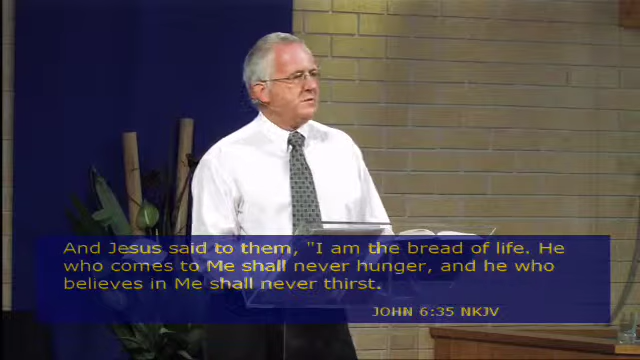 And Jesus said to them, "I am the bread of life. He
who comes to Me shall never hunger, and he who
believes in Me shall never thirst.
JOHN 6:35 NKJV